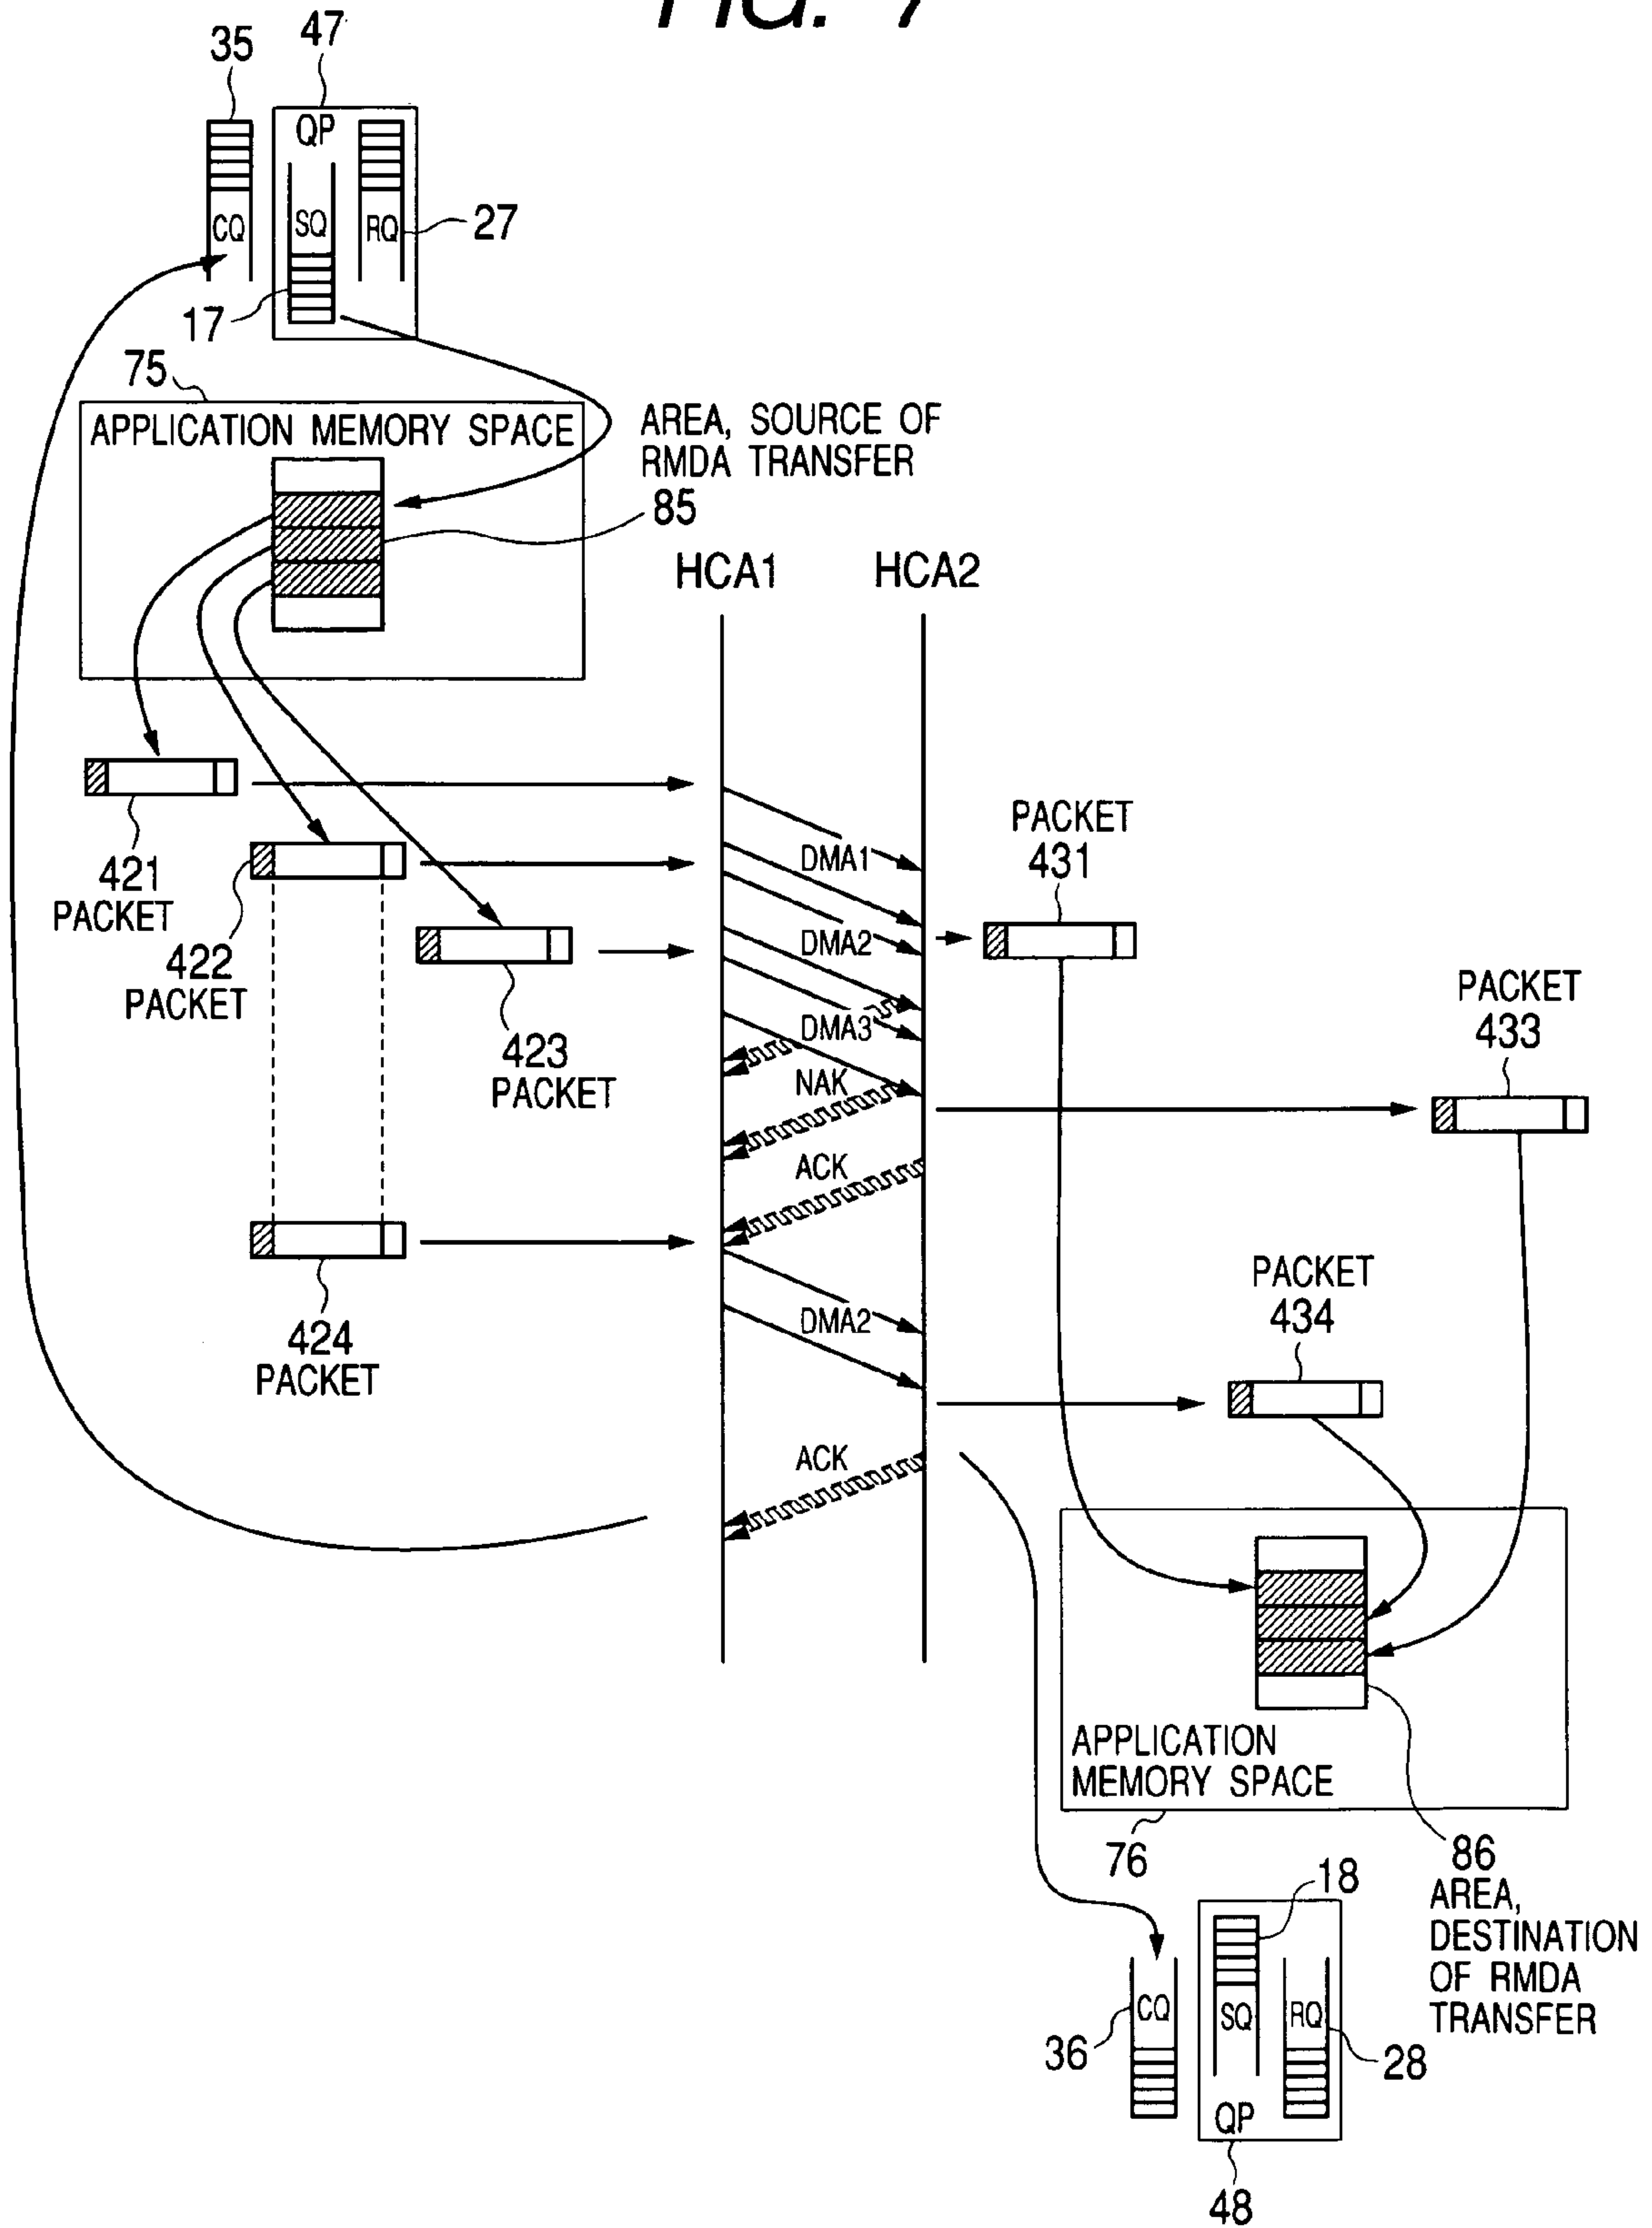 FIG. 7
47
35
QP
CQ
SQ
RQ
27
17
75
APPLICATION MEMORY SPACE
AREA, SOURCE OF
RMDA TRANSFER
85
HCA1
HCA2
421
PACKET
422
PACKET
423
PACKET
DMA1
DMA2
DMA3
NAK
ACK
PACKET
431
PACKET
433
424
PACKET
DMA2
PACKET
434
ACK
APPLICATION
MEMORY SPACE
76
86
AREA,
DESTINATION
OF RMDA
TRANSFER
18
CQ
SQ
RQ
36
28
QP
48